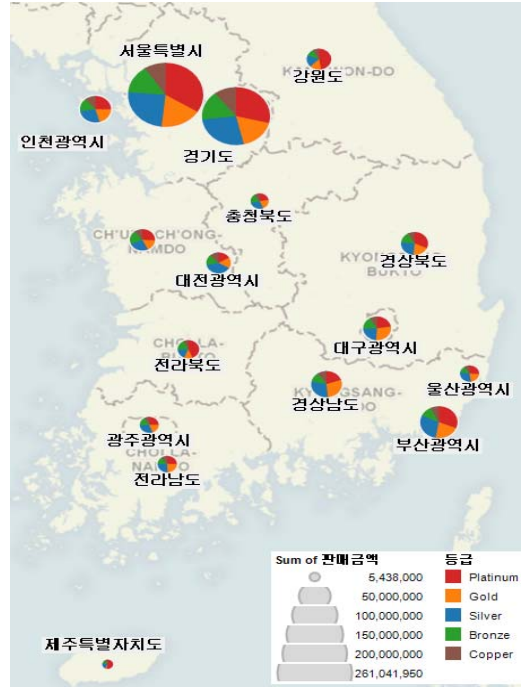 서울특별시
강원도
KANGWON-DO
인천광역시
경기도
충청북도
CH'UNGCH'ONG-
NAMDO
대전광역시
경상북도
KYONGSANG-
BUKTO
전라북도
CHOLLA-
대구광역시
울산광역시
경상남도
KYONGSANG-
부산광역시
광주광역시
CHOLLA-
NAMDO
전라남도
제주특별자치도
Sum of 판매금액
5,438,000
50,000,000
100,000,000
150,000,000
200,000,000
261,041,950
등급
Platinum
Gold
Silver
Bronze
Copper